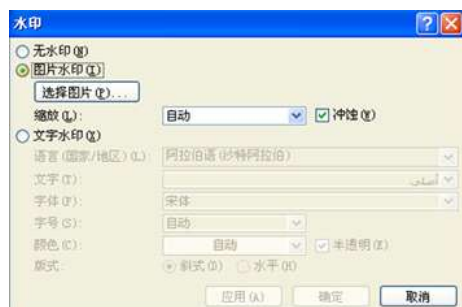 水印
无水印(N)
图片水印(I)
选择图片(P)...
缩放(L): 自动 冲蚀(W)
文字水印(X)
语言(国家/地区)(L): 阿拉伯语(沙特阿拉伯)
文字(T): أصلي
字体(F): 宋体
字号(S): 自动
颜色(C): 自动 半透明(E)
版式: 斜式(D) 水平(H)
应用(A) 确定 取消